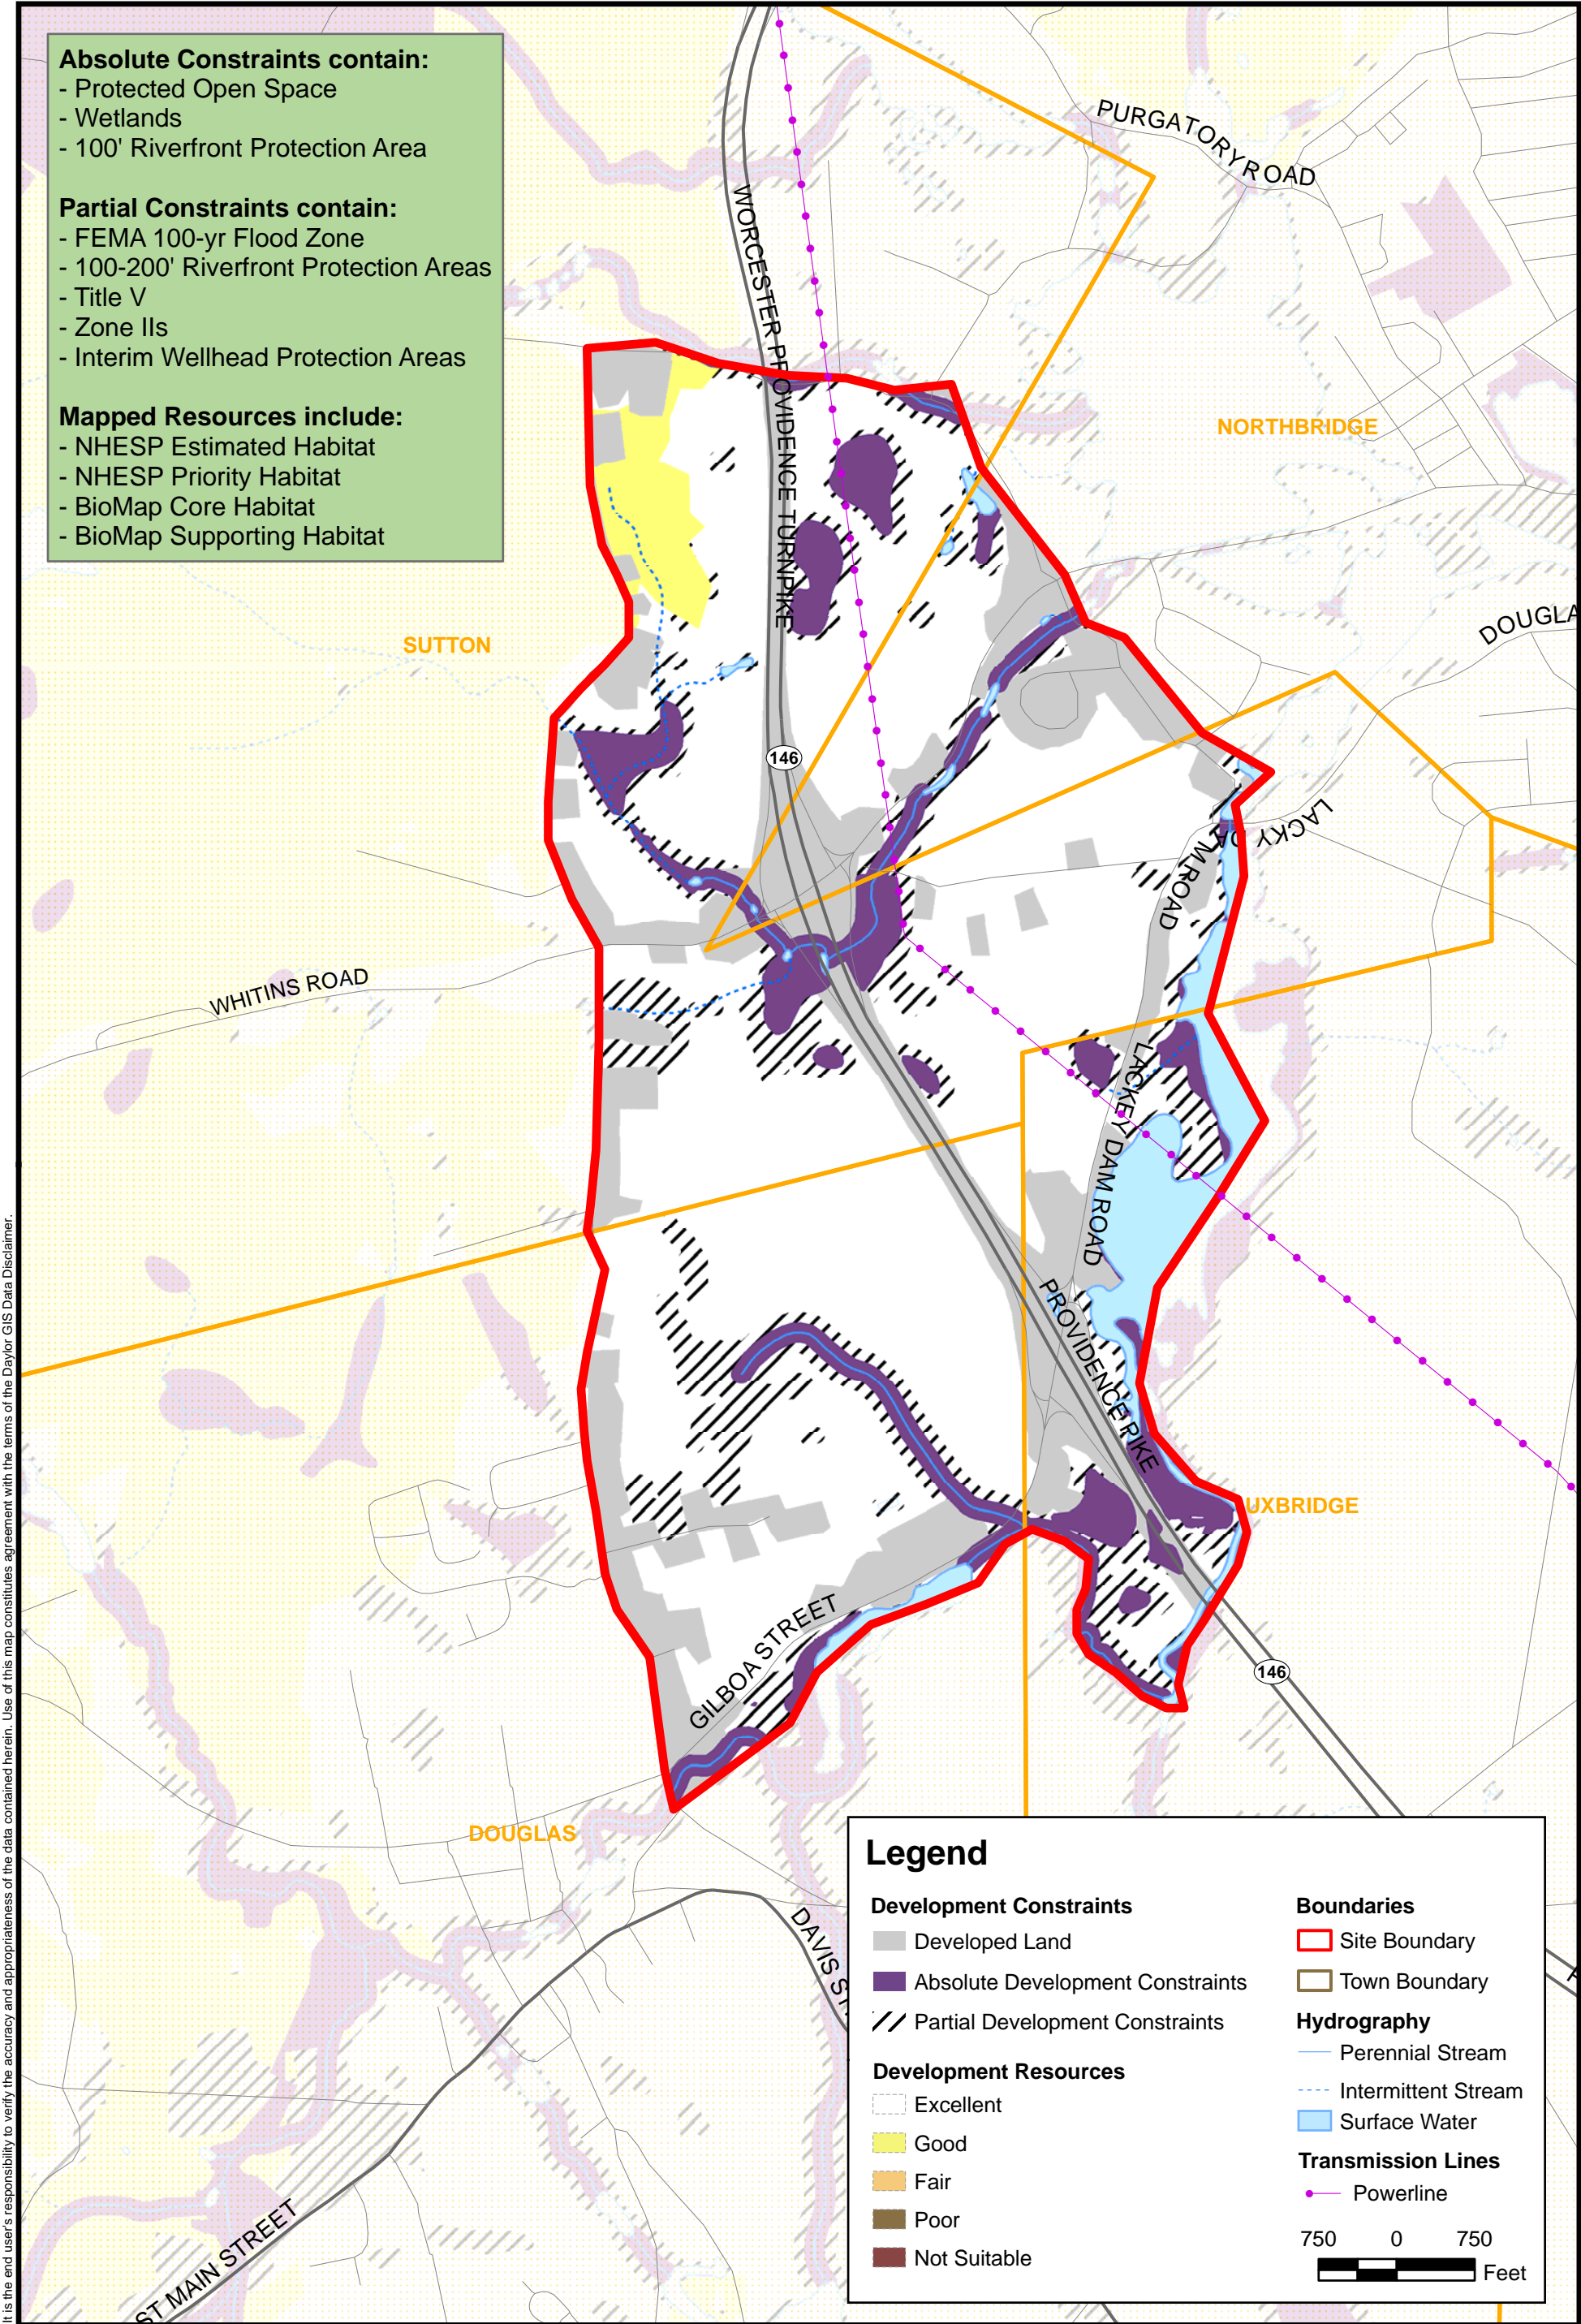 Absolute Constraints contain:
- Protected Open Space
- Wetlands
- 100' Riverfront Protection Area
Partial Constraints contain:
- FEMA 100-yr Flood Zone
- 100-200' Riverfront Protection Areas
- Title V
- Zone IIs
- Interim Wellhead Protection Areas
Mapped Resources include:
- NHESP Estimated Habitat
- NHESP Priority Habitat
- BioMap Core Habitat
- BioMap Supporting Habitat
PURGATORY ROAD
WORCESTER PROVIDENCE TURNPIKE
NORTHBRIDGE
SUTTON
DOUGLA
146
LACKY DAM ROAD
WHITINS ROAD
LACKEY DAM ROAD
PROVIDENCE PIKE
UXBRIDGE
GILBOA STREET
146
DOUGLAS
DAVIS ST
ST MAIN STREET
It is the end user's responsibility to verify the accuracy and appropriateness of the data contained herein. Use of this map constitutes agreement with the terms of the Daylor GIS Data Disclaimer.
Legend
Development Constraints
Developed Land
Absolute Development Constraints
Partial Development Constraints
Development Resources
Excellent
Good
Fair
Poor
Not Suitable
Boundaries
Site Boundary
Town Boundary
Hydrography
Perennial Stream
Intermittent Stream
Surface Water
Transmission Lines
Powerline
750 0 750
Feet